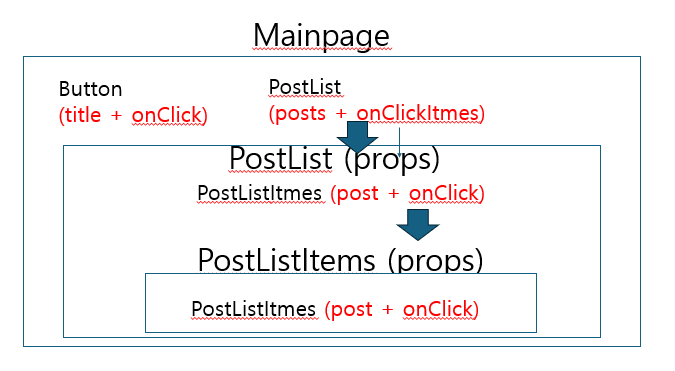 Mainpage
Button
(title + onClick)
PostList
(posts + onClickItmes)
PostList (props)
PostListItmes (post + onClick)
PostListItems (props)
PostListItmes (post + onClick)